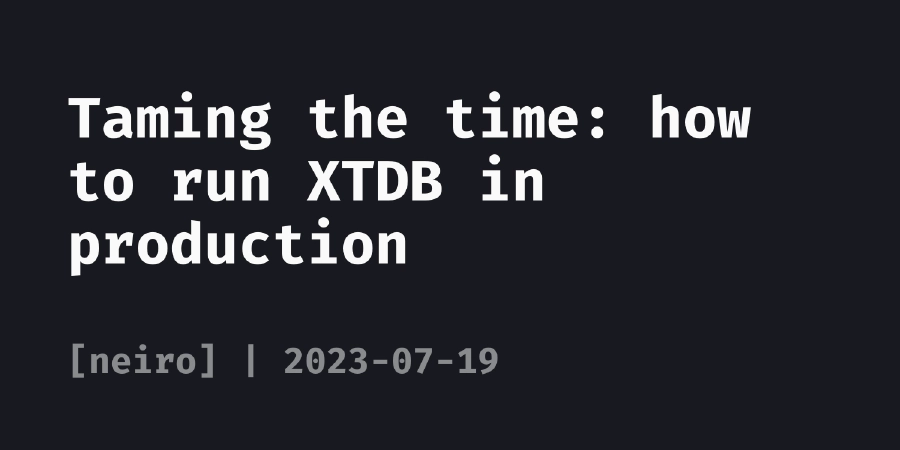 Taming the time: how
to run XTDB in
production
[neiro] | 2023-07-19